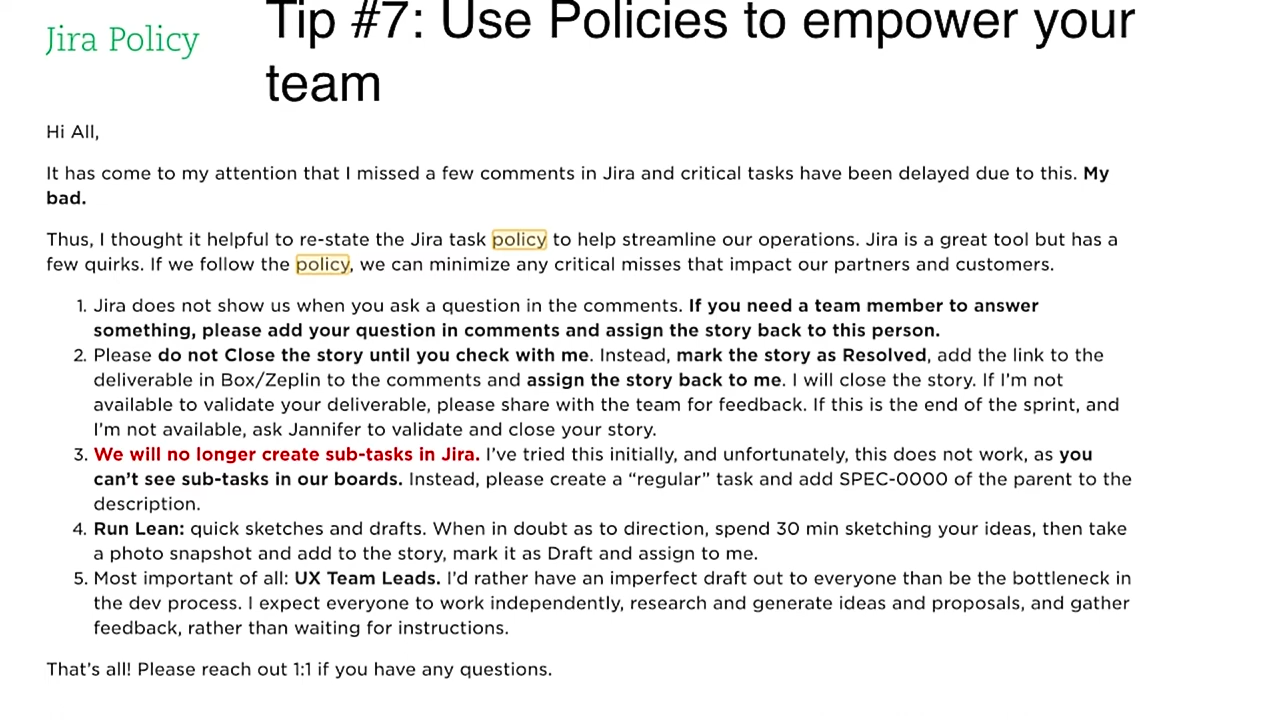 Jira Policy
Tip #7: Use Policies to empower your
team
Hi All,
It has come to my attention that I missed a few comments in Jira and critical tasks have been delayed due to this. My
bad.
Thus, I thought it helpful to re-state the Jira task policy to help streamline our operations. Jira is a great tool but has a
few quirks. If we follow the policy, we can minimize any critical misses that impact our partners and customers.
1. Jira does not show us when you ask a question in the comments. If you need a team member to answer
something, please add your question in comments and assign the story back to this person.
2. Please do not Close the story until you check with me. Instead, mark the story as Resolved, add the link to the
deliverable in Box/Zeplin to the comments and assign the story back to me. I will close the story. If I'm not
available to validate your deliverable, please share with the team for feedback. If this is the end of the sprint, and
I'm not available, ask Jannifer to validate and close your story.
3. We will no longer create sub-tasks in Jira. I've tried this initially, and unfortunately, this does not work, as you
can't see sub-tasks in our boards. Instead, please create a “regular” task and add SPEC-0000 of the parent to the
description.
4. Run Lean: quick sketches and drafts. When in doubt as to direction, spend 30 min sketching your ideas, then take
a photo snapshot and add to the story, mark it as Draft and assign to me.
5. Most important of all: UX Team Leads. I'd rather have an imperfect draft out to everyone than be the bottleneck in
the dev process. I expect everyone to work independently, research and generate ideas and proposals, and gather
feedback, rather than waiting for instructions.
That's all! Please reach out 1:1 if you have any questions.